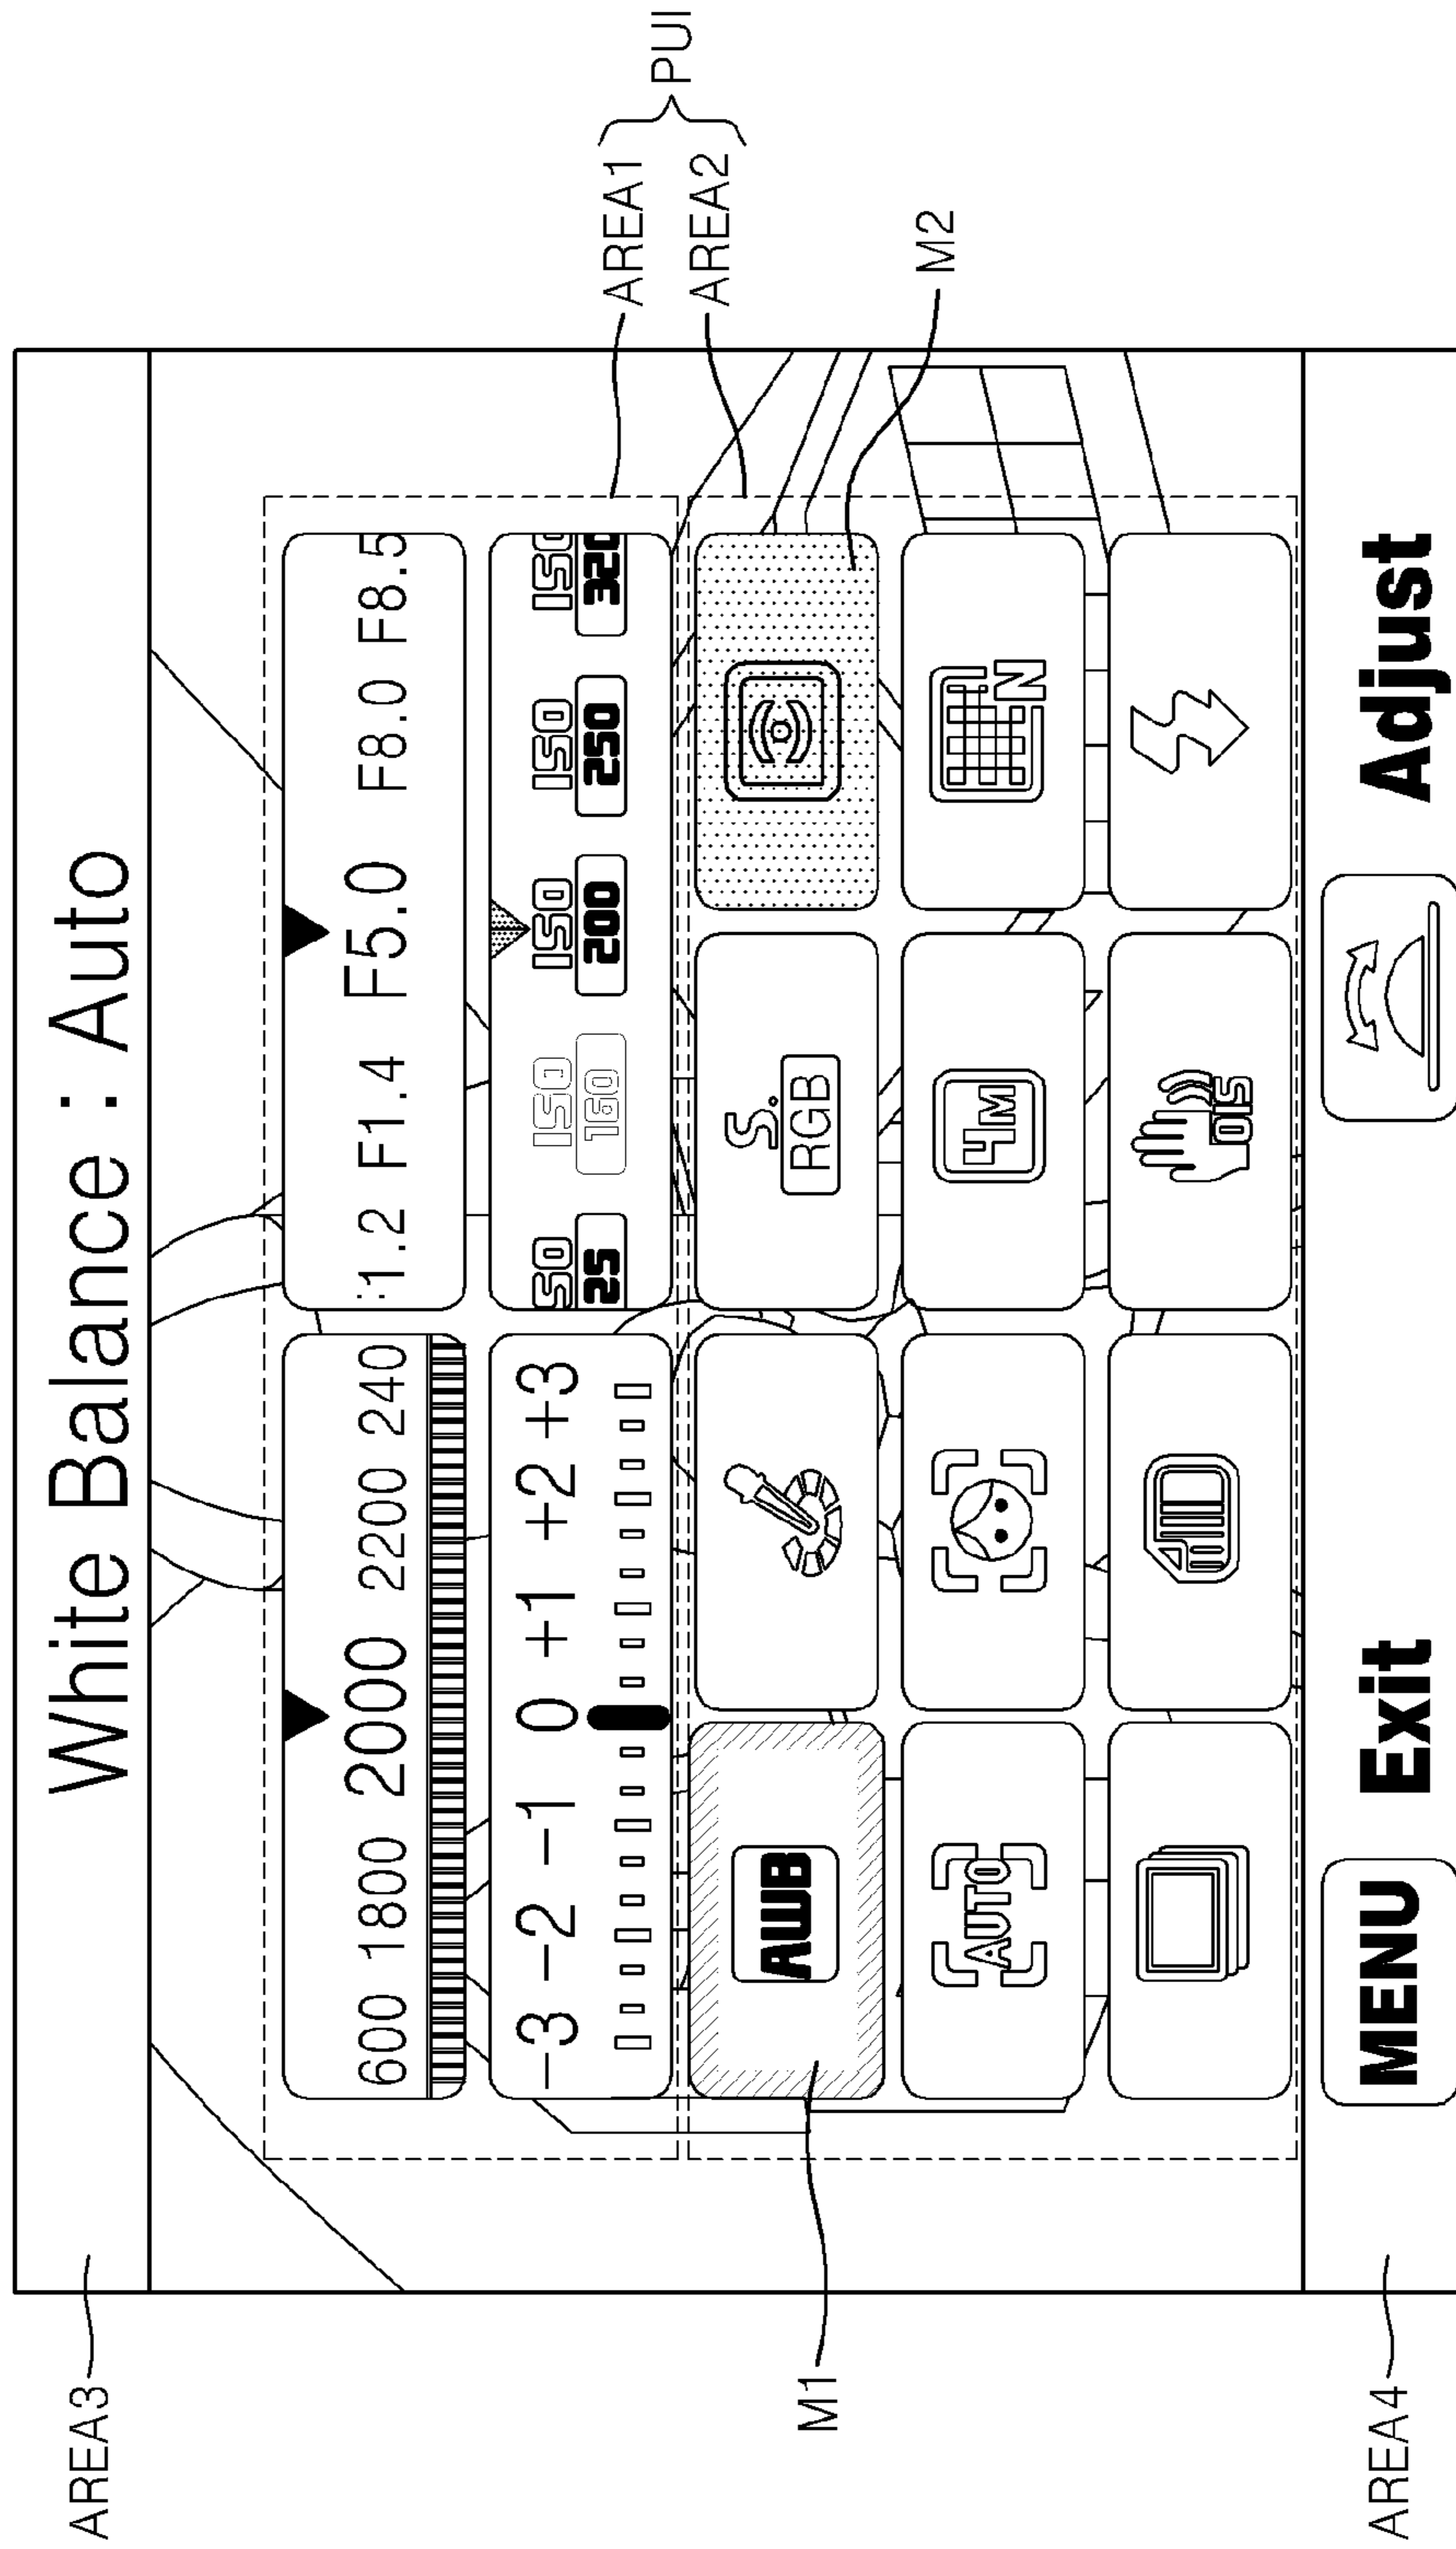 AREA3
White Balance : Auto
600 1800 2000 2200 240
:1.2 F1.4 F5.0 F8.0 F8.5
AREA1
AREA2
PUI
-3 -2 -1 0 +1 +2 +3
SO 25
ISO 160
ISO 200
ISO 250
ISO 320
M1
AWB
S. RGB
M2
AUTO
4M
N
OIS
AREA4
MENU Exit
Adjust